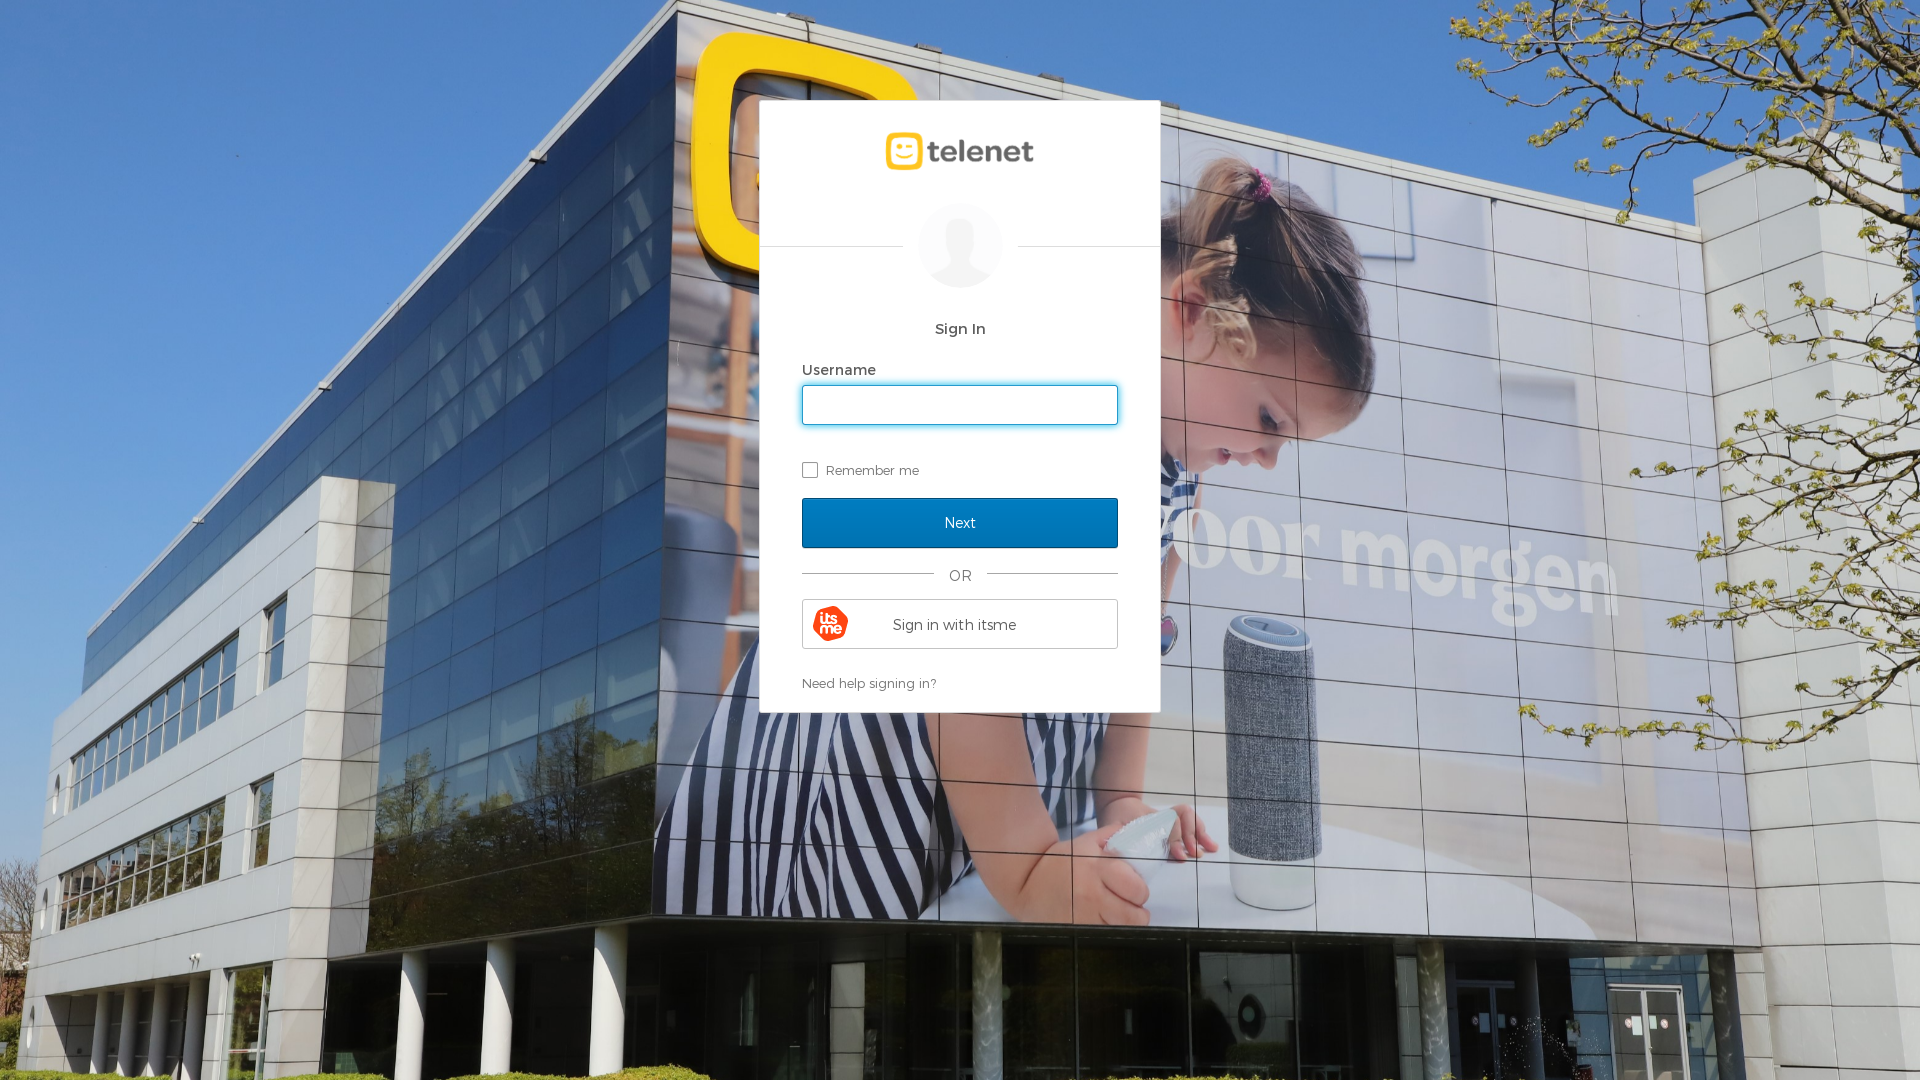 telenet
Sign In
Username
Remember me
Next
OR
its
me
Sign in with itsme
Need help signing in?
oor morgen